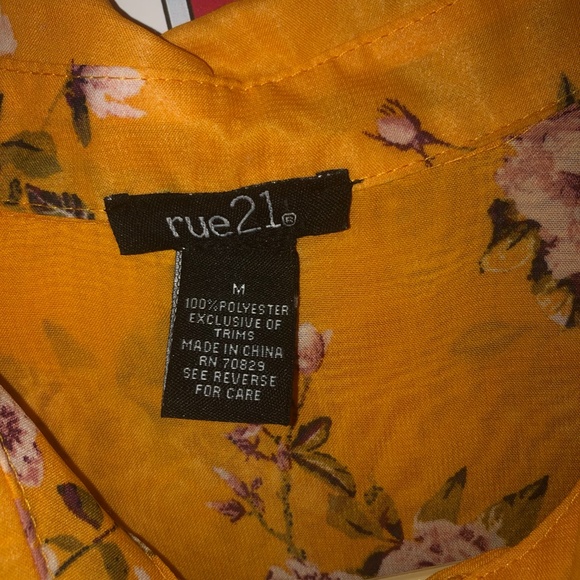 rue21®
M
100%POLYESTER
EXCLUSIVE OF
TRIMS
MADE IN CHINA
RN 70829
SEE REVERSE
FOR CARE